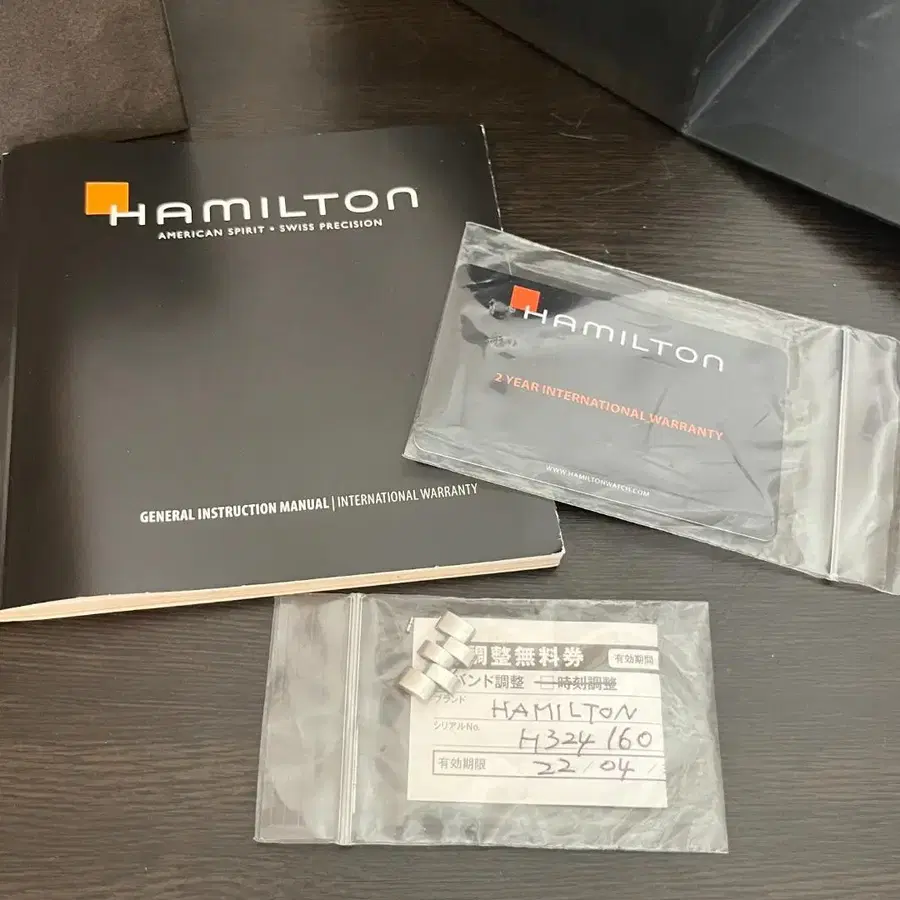 HAMILTON
AMERICAN SPIRIT • SWISS PRECISION
GENERAL INSTRUCTION MANUAL | INTERNATIONAL WARRANTY
HAMILTON
2 YEAR INTERNATIONAL WARRANTY
WWW.HAMILTONWATCH.COM
調整無料券 有効期間
バンド調整 □時刻調整
ブランド HAMILTON
シリアルNo. H324160
有効期限 22/04/